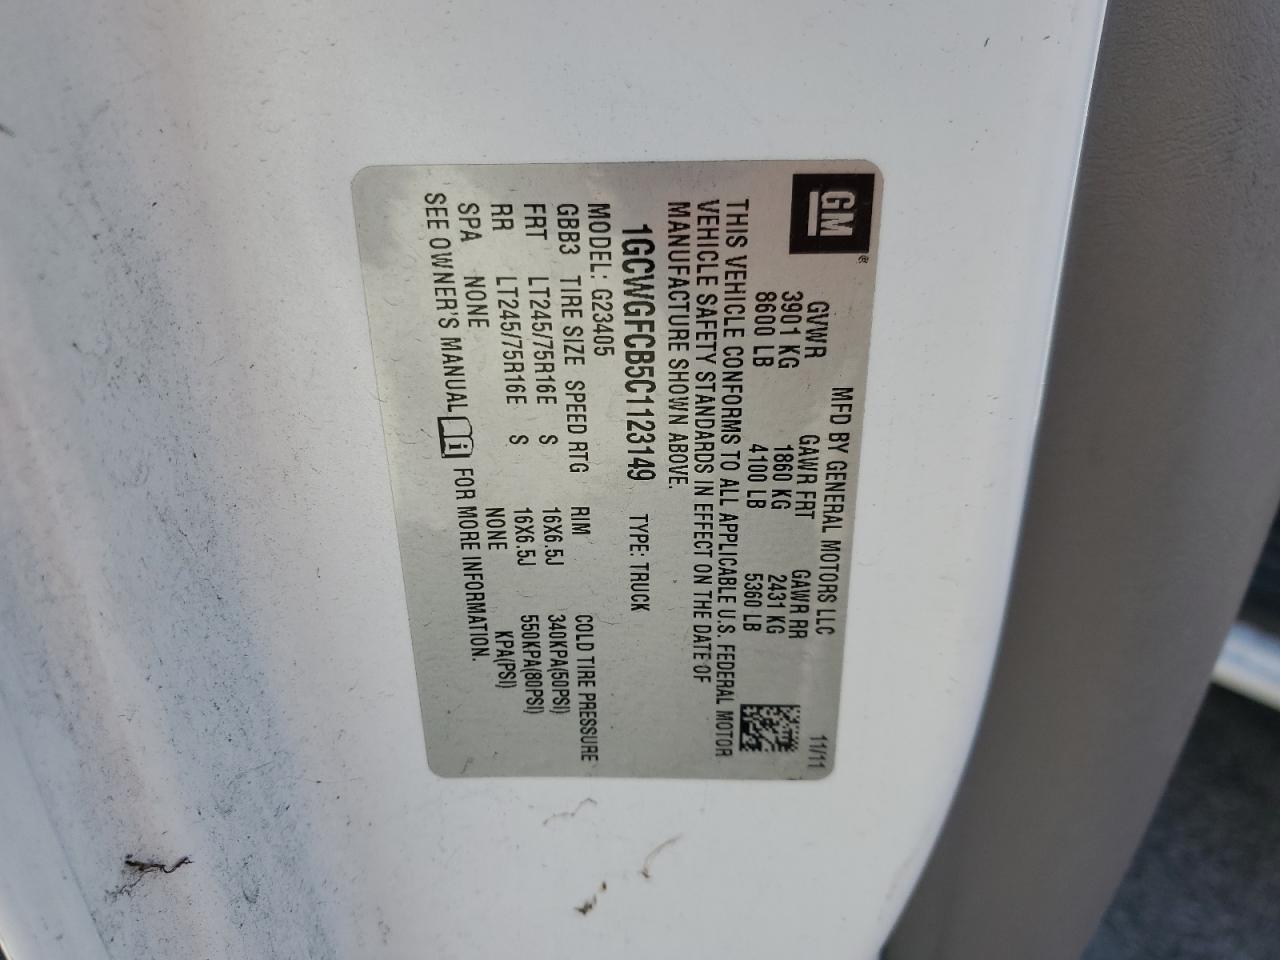 GM®
MFD BY GENERAL MOTORS LLC 11/11
GVWR GAWR FRT GAWR RR
3901 KG 1860 KG 2431 KG
8600 LB 4100 LB 5360 LB
THIS VEHICLE CONFORMS TO ALL APPLICABLE U.S. FEDERAL MOTOR
VEHICLE SAFETY STANDARDS IN EFFECT ON THE DATE OF
MANUFACTURE SHOWN ABOVE.
1GCWGFCB5C1123149 TYPE: TRUCK
MODEL: G23405
GBB3 TIRE SIZE SPEED RTG RIM COLD TIRE PRESSURE
FRT LT245/75R16E S 16X6.5J 340KPA(50PSI)
RR LT245/75R16E S 16X6.5J 550KPA(80PSI)
SPA NONE NONE KPA(PSI)
SEE OWNER'S MANUAL FOR MORE INFORMATION.